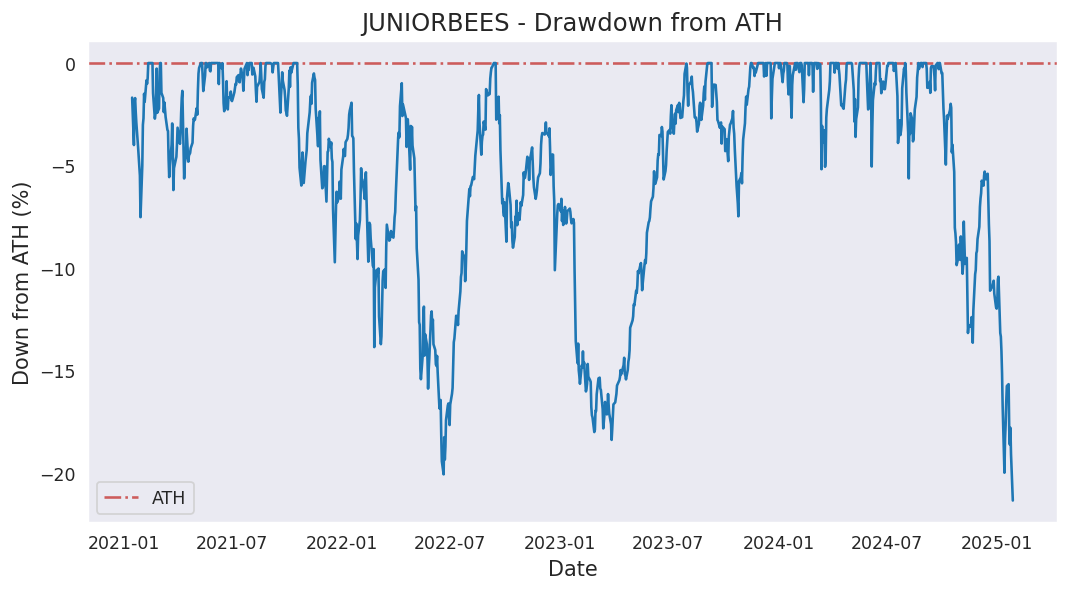 JUNIORBEES - Drawdown from ATH
Down from ATH (%)
0
−5
−10
−15
−20
ATH
2021-01 2021-07 2022-01 2022-07 2023-01 2023-07 2024-01 2024-07 2025-01
Date